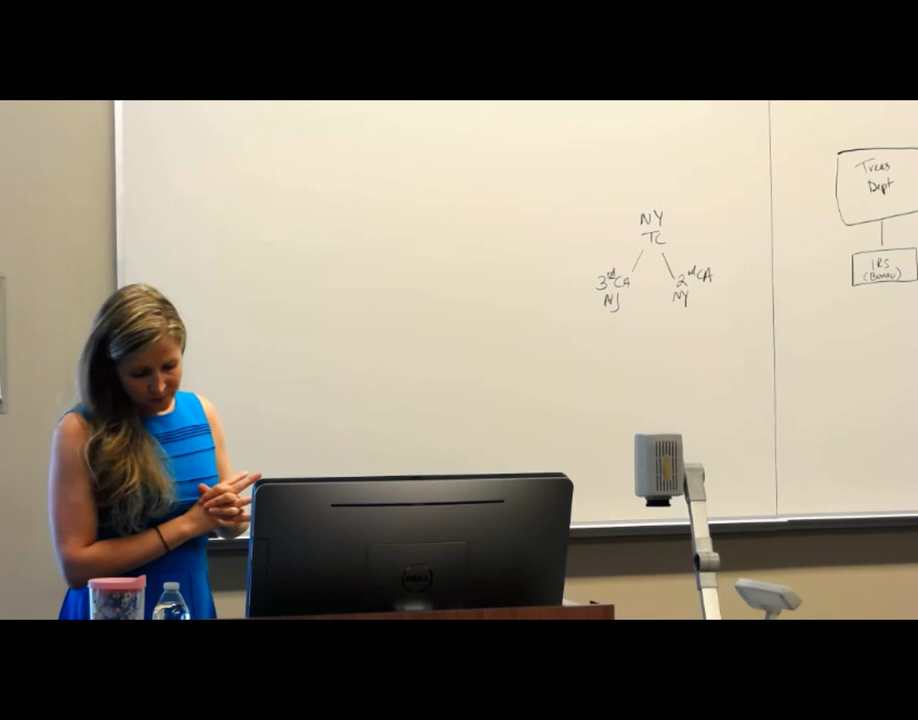 NY
TC
3rd CA
NJ
2nd CA
NY
Treas
Dept
IRS
(Bureau)
DELL